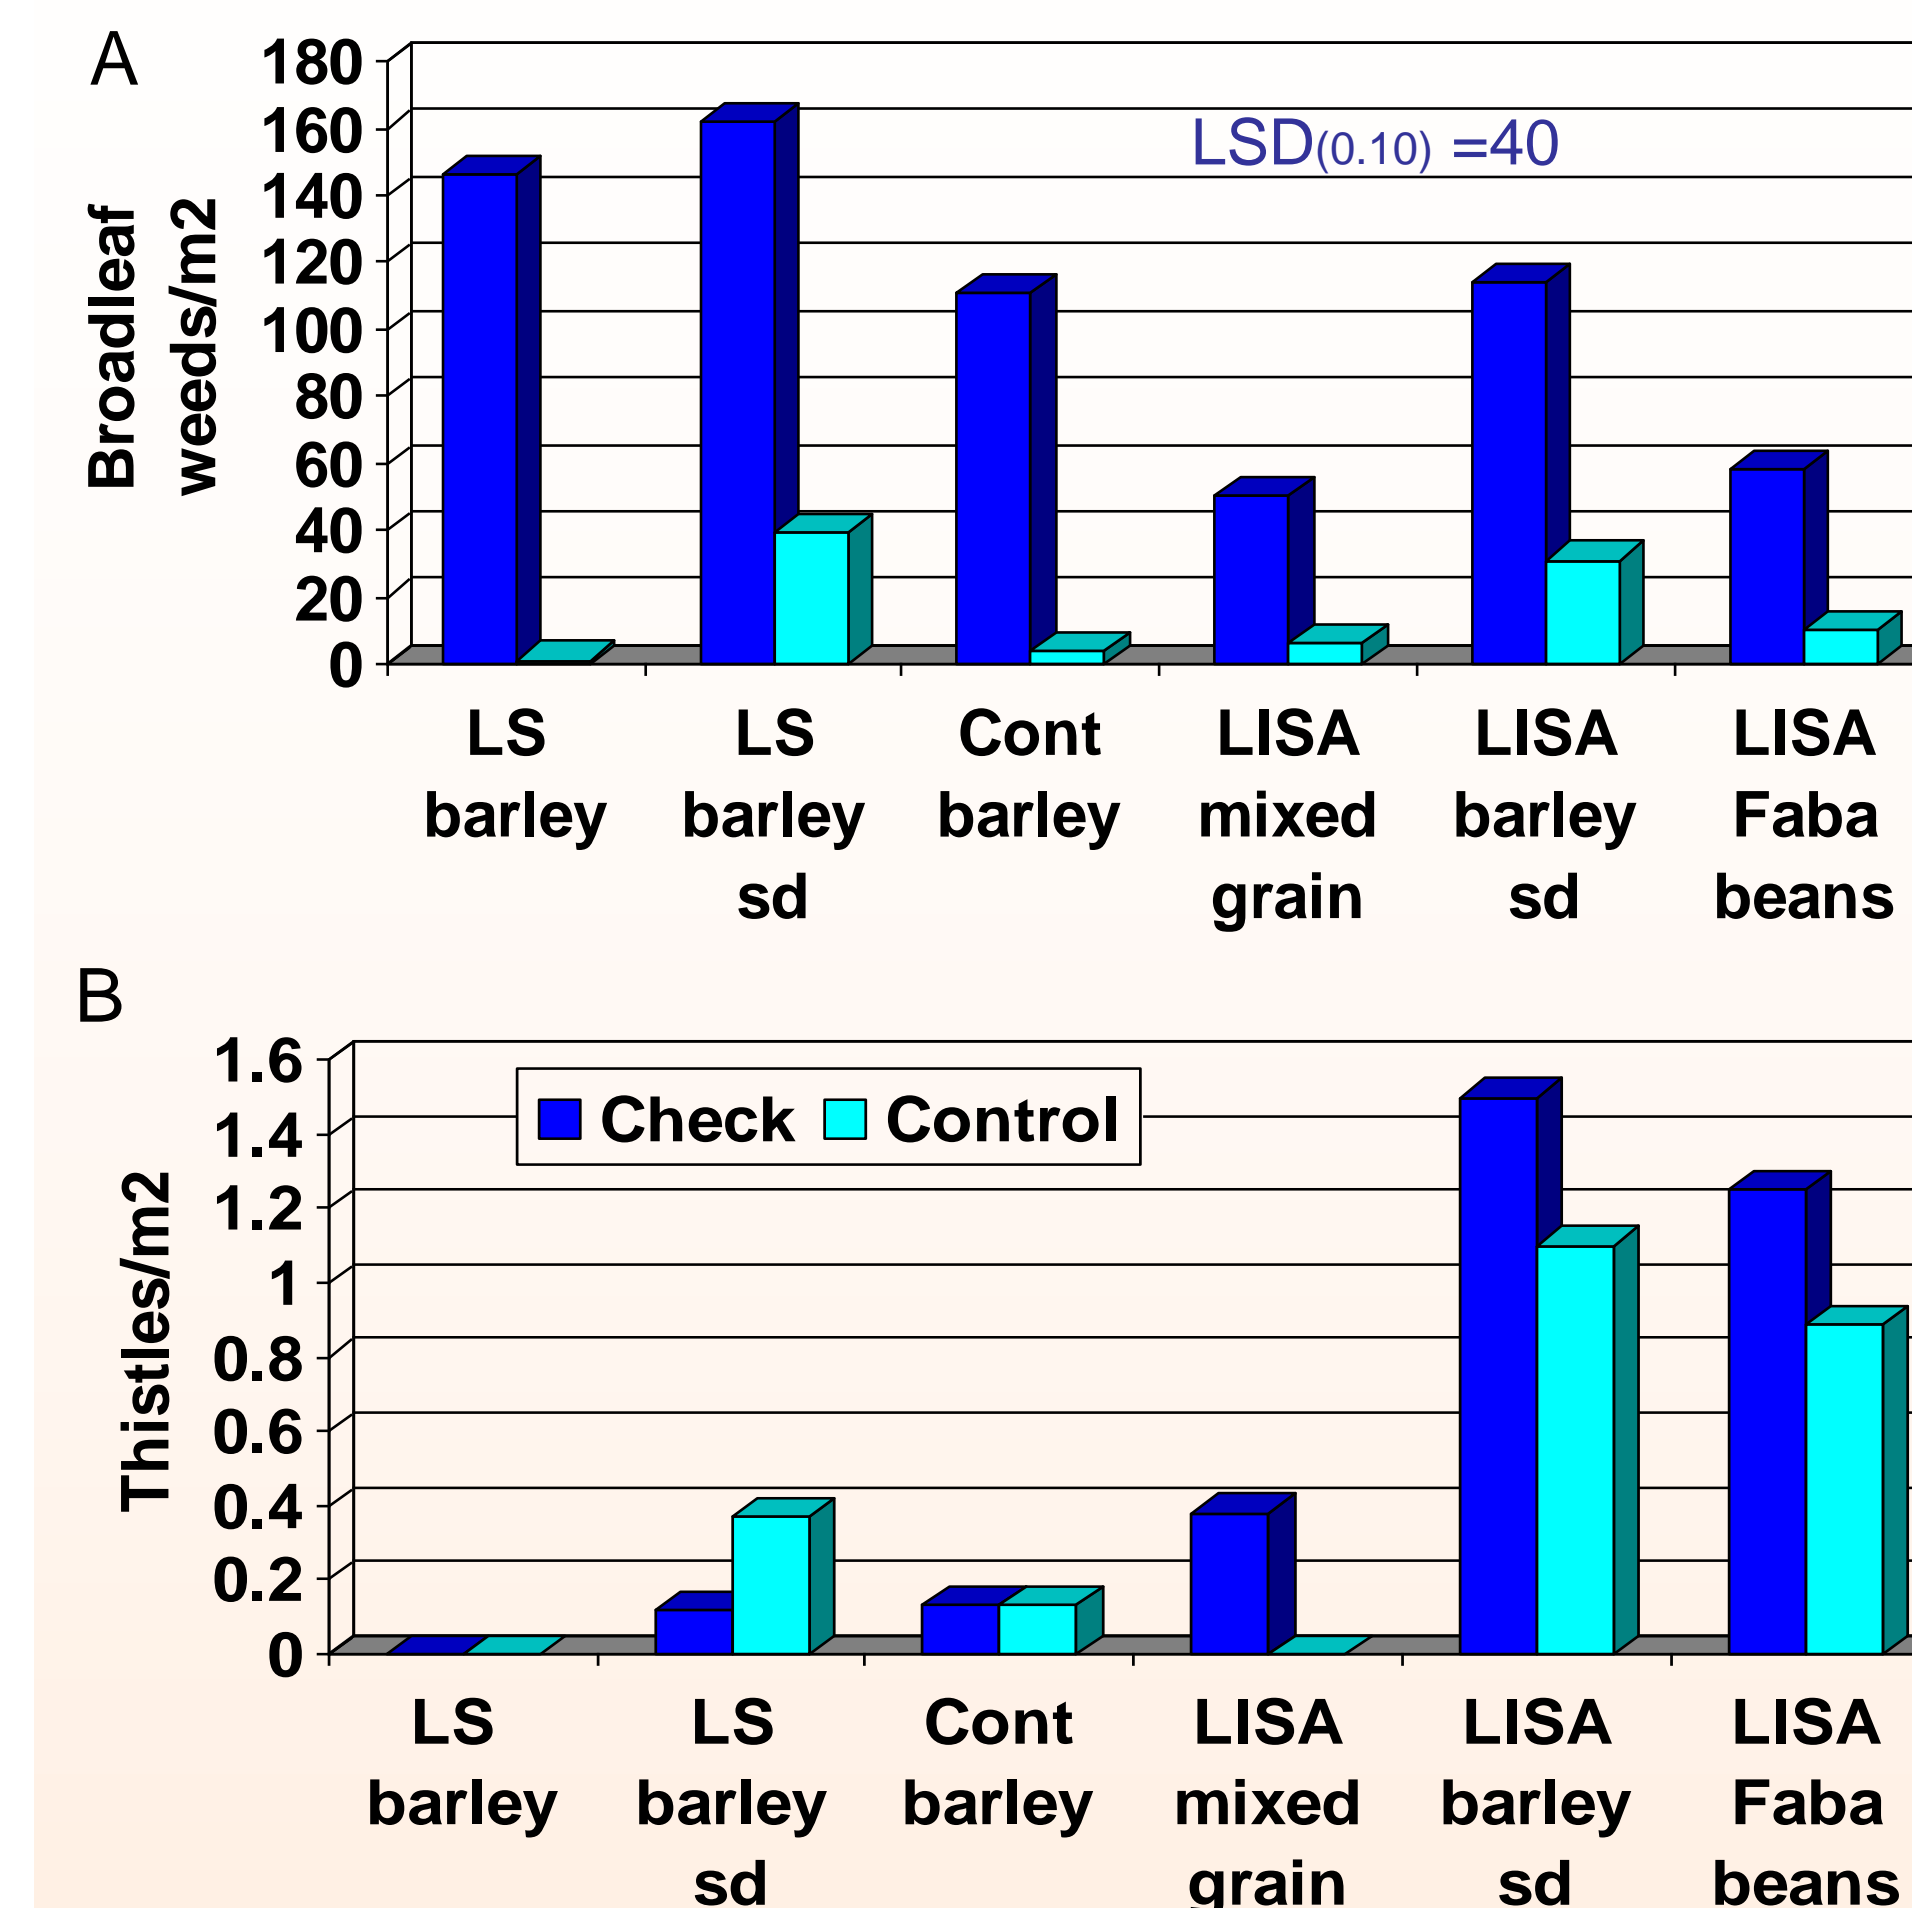 A
180
160
140
120
100
80
60
40
20
0
Broadleaf
weeds/m2
LSD(0.10) =40
LS LS Cont LISA LISA LISA
barley barley barley mixed barley Faba
sd grain sd beans
B
1.6
1.4
1.2
1
0.8
0.6
0.4
0.2
0
Thistles/m2
Check Control
LS LS Cont LISA LISA LISA
barley barley barley mixed barley Faba
sd grain sd beans